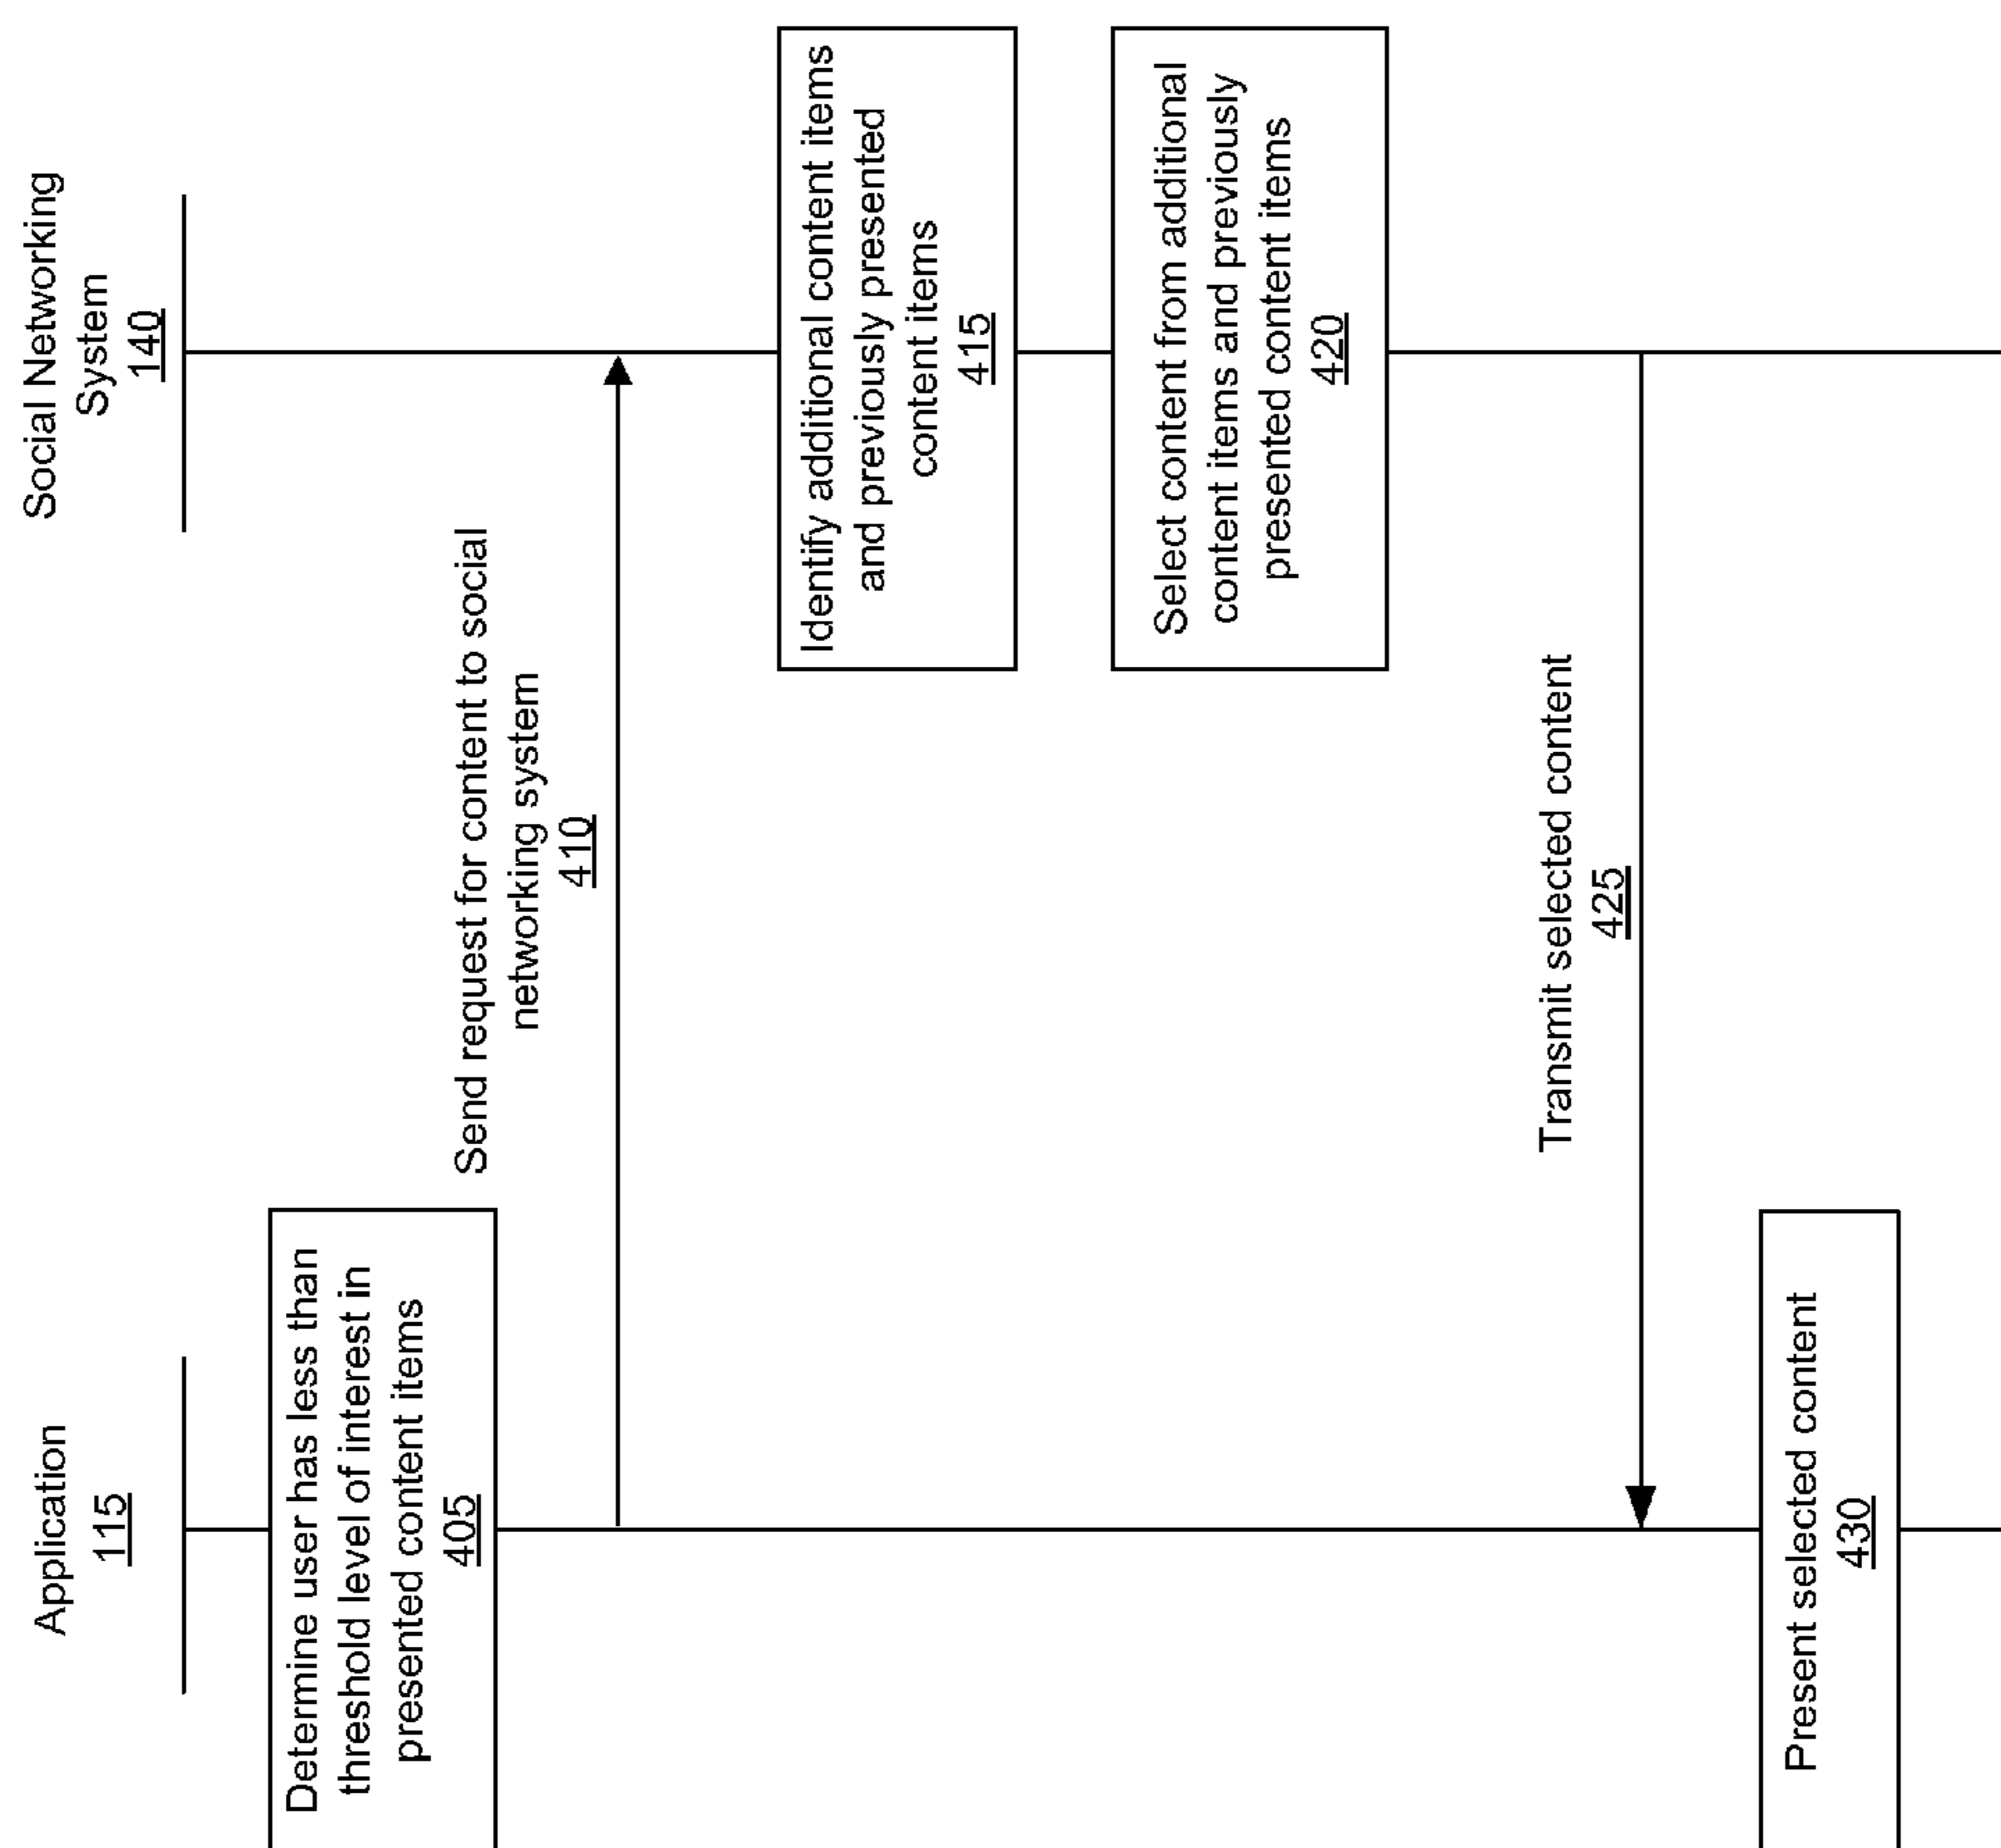 Application
115
Social Networking
System
140
Determine user has less than
threshold level of interest in
presented content items
405
Send request for content to social
networking system
410
Identify additional content items
and previously presented
content items
415
Select content from additional
content items and previously
presented content items
420
Transmit selected content
425
Present selected content
430